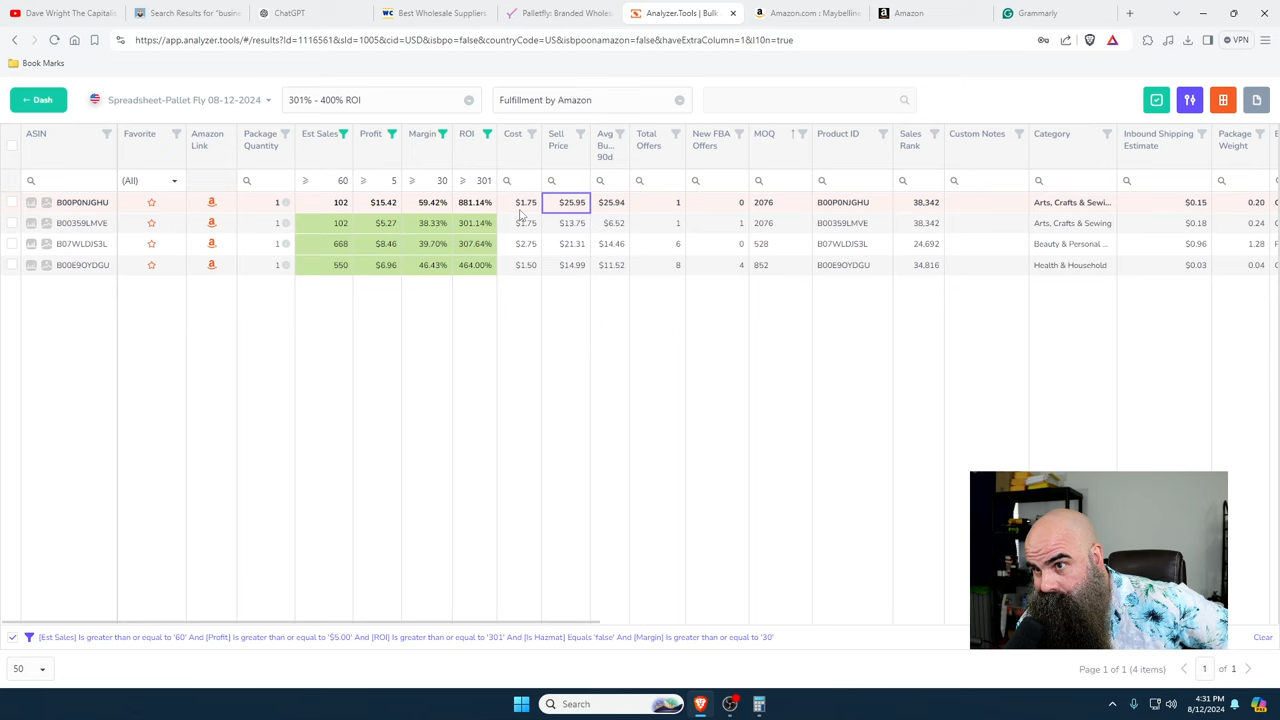 Dave Wright The Capitalis
Search Results for "busine
ChatGPT
Best Wholesale Suppliers
Palletfly: Branded Wholes
Analyzer.Tools | Bulk
Amazon.com : Maybellin
Amazon
Grammarly
https://app.analyzer.tools/#/results?Id=1116561&sId=1005&cid=USD&isbpo=false&countryCode=US&isbpoonamazon=false&haveExtraColumn=1&l10n=true
VPN
Book Marks
← Dash
Spreadsheet-Pallet Fly 08-12-2024
301% - 400% ROI
Fulfillment by Amazon
ASIN Favorite Amazon Link Package Quantity Est Sales Profit Margin ROI Cost Sell Price Avg Bu... 90d Total Offers New FBA Offers MOQ Product ID Sales Rank Custom Notes Category Inbound Shipping Estimate Package Weight
(All) ≥ 60 ≥ 5 ≥ 30 ≥ 301
B00P0NJGHU 1 102 $15.42 59.42% 881.14% $1.75 $25.95 $25.94 1 0 2076 B00P0NJGHU 38,342 Arts, Crafts & Sewi... $0.15 0.20
B00359LMVE 1 102 $5.27 38.33% 301.14% $1.75 $13.75 $6.52 1 1 2076 B00359LMVE 38,342 Arts, Crafts & Sewing $0.18 0.24
B07WLDJS3L 1 668 $8.46 39.70% 307.64% $2.75 $21.31 $14.46 6 0 528 B07WLDJS3L 24,692 Beauty & Personal ... $0.96 1.28
B00E9OYDGU 1 550 $6.96 46.43% 464.00% $1.50 $14.99 $11.52 8 4 852 B00E9OYDGU 34,816 Health & Household $0.03 0.04
[Est Sales] Is greater than or equal to '60' And [Profit] Is greater than or equal to '$5.00' And [ROI] Is greater than or equal to '301' And [Is Hazmat] Equals 'false' And [Margin] Is greater than or equal to '30'
Clear
50
Page 1 of 1 (4 items) 1 of 1
Search
4:31 PM
8/12/2024